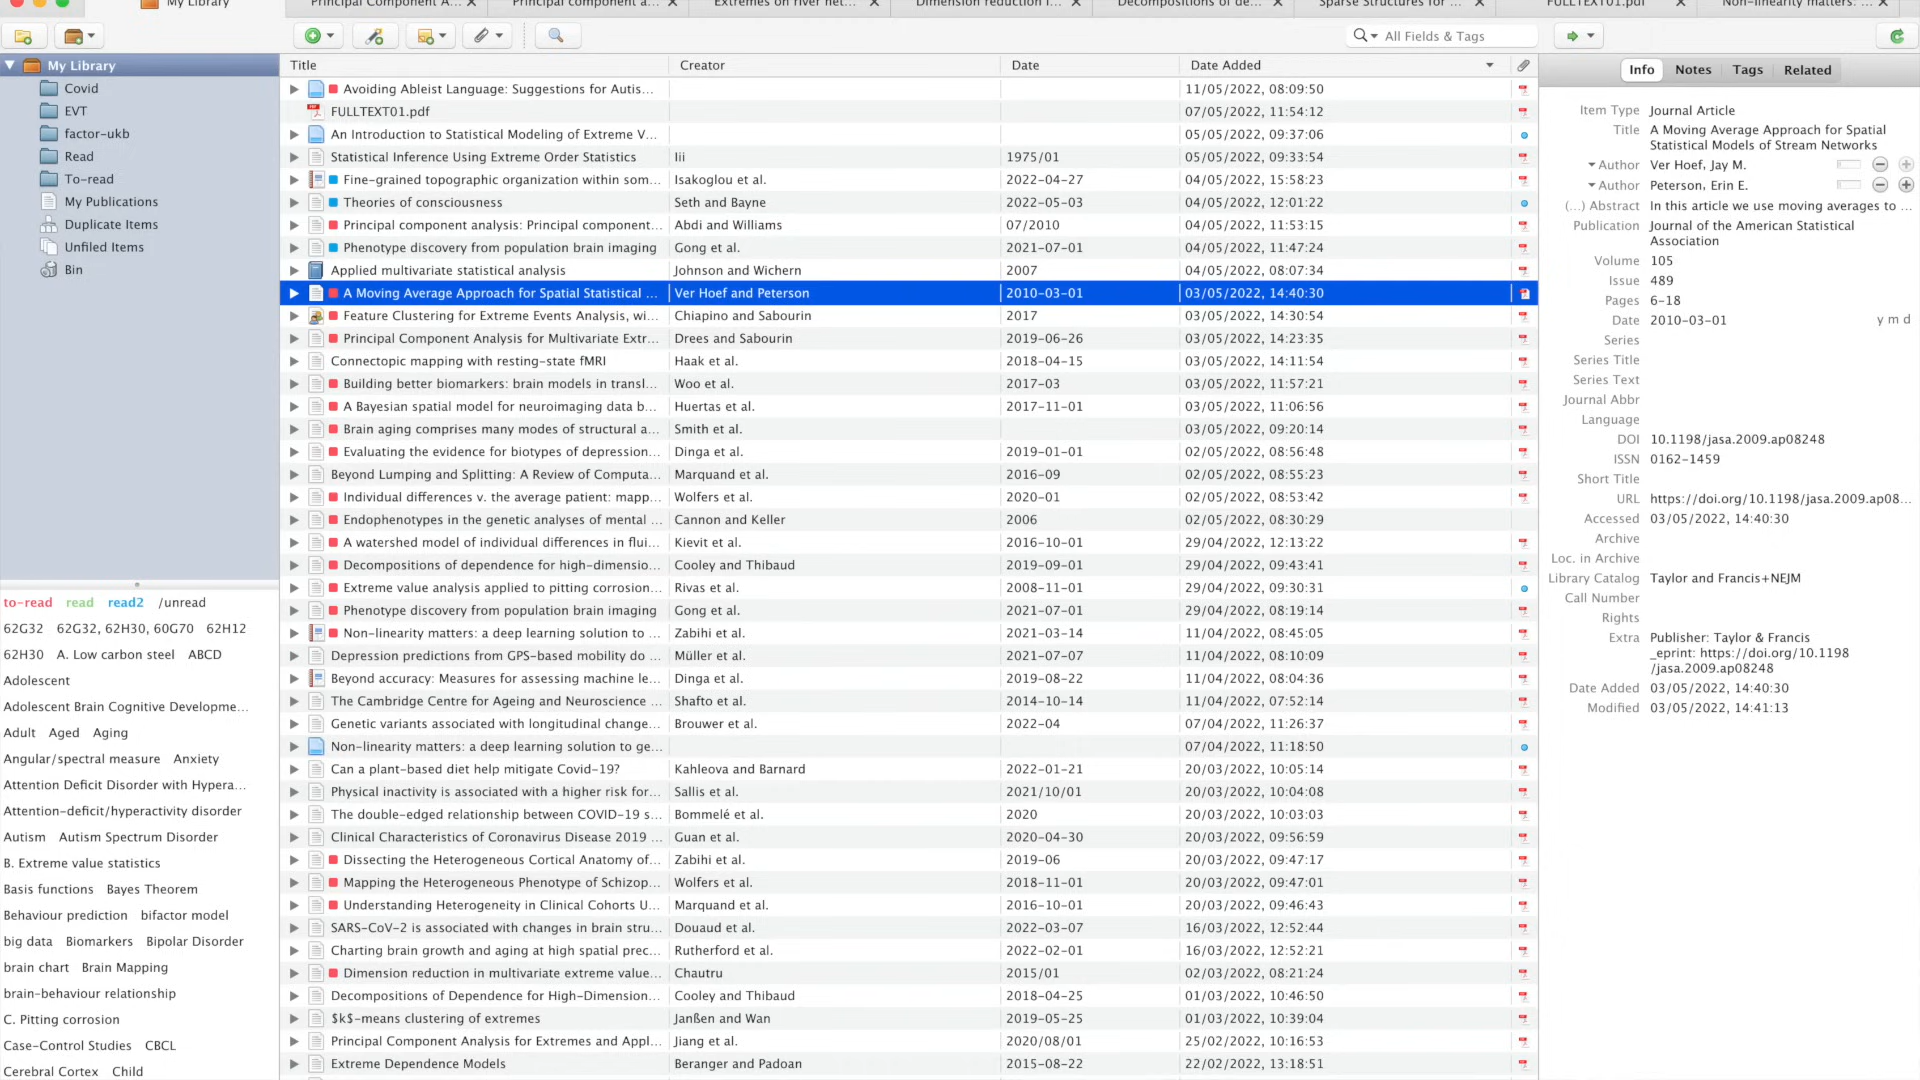 My Library
Principal Component A...
Principal component a...
Extremes on river net...
Dimension reduction i...
Decompositions of de...
Sparse Structures for ...
FULLTEXT01.pdf
Non-linearity matters: ...
All Fields & Tags
My Library
Covid
EVT
factor-ukb
Read
To-read
My Publications
Duplicate Items
Unfiled Items
Bin
to-read read read2 /unread
62G32 62G32, 62H30, 60G70 62H12
62H30 A. Low carbon steel ABCD
Adolescent
Adolescent Brain Cognitive Developme...
Adult Aged Aging
Angular/spectral measure Anxiety
Attention Deficit Disorder with Hypera...
Attention-deficit/hyperactivity disorder
Autism Autism Spectrum Disorder
B. Extreme value statistics
Basis functions Bayes Theorem
Behaviour prediction bifactor model
big data Biomarkers Bipolar Disorder
brain chart Brain Mapping
brain-behaviour relationship
C. Pitting corrosion
Case-Control Studies CBCL
Cerebral Cortex Child
Title Creator Date Date Added
Avoiding Ableist Language: Suggestions for Autis... 11/05/2022, 08:09:50
FULLTEXT01.pdf 07/05/2022, 11:54:12
An Introduction to Statistical Modeling of Extreme V... 05/05/2022, 09:37:06
Statistical Inference Using Extreme Order Statistics Iii 1975/01 05/05/2022, 09:33:54
Fine-grained topographic organization within som... Isakoglou et al. 2022-04-27 04/05/2022, 15:58:23
Theories of consciousness Seth and Bayne 2022-05-03 04/05/2022, 12:01:22
Principal component analysis: Principal component... Abdi and Williams 07/2010 04/05/2022, 11:53:15
Phenotype discovery from population brain imaging Gong et al. 2021-07-01 04/05/2022, 11:47:24
Applied multivariate statistical analysis Johnson and Wichern 2007 04/05/2022, 08:07:34
A Moving Average Approach for Spatial Statistical ... Ver Hoef and Peterson 2010-03-01 03/05/2022, 14:40:30
Feature Clustering for Extreme Events Analysis, wi... Chiapino and Sabourin 2017 03/05/2022, 14:30:54
Principal Component Analysis for Multivariate Extr... Drees and Sabourin 2019-06-26 03/05/2022, 14:23:35
Connectopic mapping with resting-state fMRI Haak et al. 2018-04-15 03/05/2022, 14:11:54
Building better biomarkers: brain models in transl... Woo et al. 2017-03 03/05/2022, 11:57:21
A Bayesian spatial model for neuroimaging data b... Huertas et al. 2017-11-01 03/05/2022, 11:06:56
Brain aging comprises many modes of structural a... Smith et al. 03/05/2022, 09:20:14
Evaluating the evidence for biotypes of depression... Dinga et al. 2019-01-01 02/05/2022, 08:56:48
Beyond Lumping and Splitting: A Review of Computa... Marquand et al. 2016-09 02/05/2022, 08:55:23
Individual differences v. the average patient: mapp... Wolfers et al. 2020-01 02/05/2022, 08:53:42
Endophenotypes in the genetic analyses of mental ... Cannon and Keller 2006 02/05/2022, 08:30:29
A watershed model of individual differences in flui... Kievit et al. 2016-10-01 29/04/2022, 12:13:22
Decompositions of dependence for high-dimensio... Cooley and Thibaud 2019-09-01 29/04/2022, 09:43:41
Extreme value analysis applied to pitting corrosion... Rivas et al. 2008-11-01 29/04/2022, 09:30:31
Phenotype discovery from population brain imaging Gong et al. 2021-07-01 29/04/2022, 08:19:14
Non-linearity matters: a deep learning solution to ... Zabihi et al. 2021-03-14 11/04/2022, 08:45:05
Depression predictions from GPS-based mobility do ... Müller et al. 2021-07-07 11/04/2022, 08:10:09
Beyond accuracy: Measures for assessing machine le... Dinga et al. 2019-08-22 11/04/2022, 08:04:36
The Cambridge Centre for Ageing and Neuroscience ... Shafto et al. 2014-10-14 11/04/2022, 07:52:14
Genetic variants associated with longitudinal change... Brouwer et al. 2022-04 07/04/2022, 11:26:37
Non-linearity matters: a deep learning solution to ge... 07/04/2022, 11:18:50
Can a plant-based diet help mitigate Covid-19? Kahleova and Barnard 2022-01-21 20/03/2022, 10:05:14
Physical inactivity is associated with a higher risk for... Sallis et al. 2021/10/01 20/03/2022, 10:04:08
The double-edged relationship between COVID-19 s... Bommelé et al. 2020 20/03/2022, 10:03:03
Clinical Characteristics of Coronavirus Disease 2019 ... Guan et al. 2020-04-30 20/03/2022, 09:56:59
Dissecting the Heterogeneous Cortical Anatomy of... Zabihi et al. 2019-06 20/03/2022, 09:47:17
Mapping the Heterogeneous Phenotype of Schizop... Wolfers et al. 2018-11-01 20/03/2022, 09:47:01
Understanding Heterogeneity in Clinical Cohorts U... Marquand et al. 2016-10-01 20/03/2022, 09:46:43
SARS-CoV-2 is associated with changes in brain stru... Douaud et al. 2022-03-07 16/03/2022, 12:52:44
Charting brain growth and aging at high spatial prec... Rutherford et al. 2022-02-01 16/03/2022, 12:52:21
Dimension reduction in multivariate extreme value... Chautru 2015/01 02/03/2022, 08:21:24
Decompositions of Dependence for High-Dimension... Cooley and Thibaud 2018-04-25 01/03/2022, 10:46:50
$k$-means clustering of extremes Janßen and Wan 2019-05-25 01/03/2022, 10:39:04
Principal Component Analysis for Extremes and Appl... Jiang et al. 2020/08/01 25/02/2022, 10:16:53
Extreme Dependence Models Beranger and Padoan 2015-08-22 22/02/2022, 13:18:51
Info Notes Tags Related
Item Type Journal Article
Title A Moving Average Approach for Spatial
Statistical Models of Stream Networks
Author Ver Hoef, Jay M.
Author Peterson, Erin E.
(...) Abstract In this article we use moving averages to ...
Publication Journal of the American Statistical
Association
Volume 105
Issue 489
Pages 6-18
Date 2010-03-01 y m d
Series
Series Title
Series Text
Journal Abbr
Language
DOI 10.1198/jasa.2009.ap08248
ISSN 0162-1459
Short Title
URL https://doi.org/10.1198/jasa.2009.ap08...
Accessed 03/05/2022, 14:40:30
Archive
Loc. in Archive
Library Catalog Taylor and Francis+NEJM
Call Number
Rights
Extra Publisher: Taylor & Francis
_eprint: https://doi.org/10.1198
/jasa.2009.ap08248
Date Added 03/05/2022, 14:40:30
Modified 03/05/2022, 14:41:13